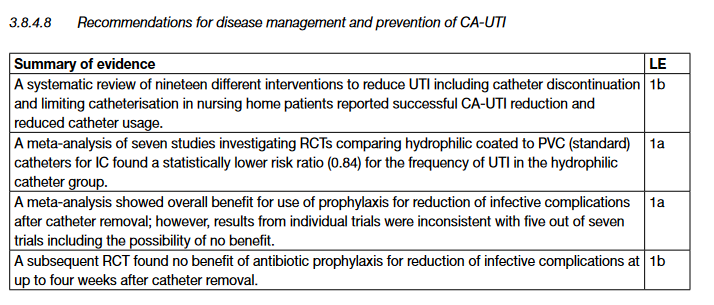 3.8.4.8 Recommendations for disease management and prevention of CA-UTI
Summary of evidence LE
A systematic review of nineteen different interventions to reduce UTI including catheter discontinuation 1b
and limiting catheterisation in nursing home patients reported successful CA-UTI reduction and
reduced catheter usage.
A meta-analysis of seven studies investigating RCTs comparing hydrophilic coated to PVC (standard) 1a
catheters for IC found a statistically lower risk ratio (0.84) for the frequency of UTI in the hydrophilic
catheter group.
A meta-analysis showed overall benefit for use of prophylaxis for reduction of infective complications 1a
after catheter removal; however, results from individual trials were inconsistent with five out of seven
trials including the possibility of no benefit.
A subsequent RCT found no benefit of antibiotic prophylaxis for reduction of infective complications at 1b
up to four weeks after catheter removal.